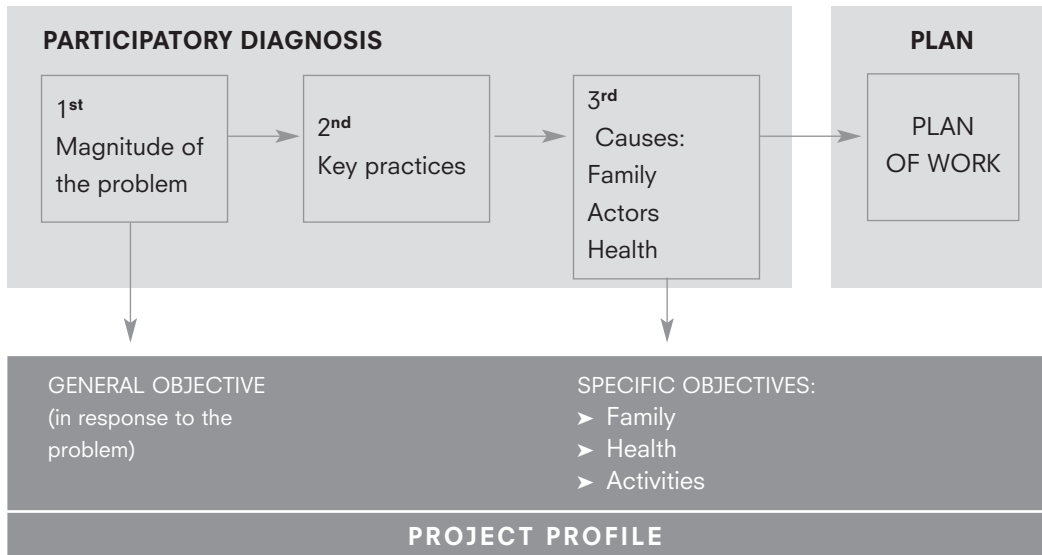 PARTICIPATORY DIAGNOSIS
1st
Magnitude of
the problem
2nd
Key practices
3rd
Causes:
Family
Actors
Health
PLAN
PLAN
OF WORK
GENERAL OBJECTIVE
(in response to the
problem)
SPECIFIC OBJECTIVES:
➤ Family
➤ Health
➤ Activities
PROJECT PROFILE